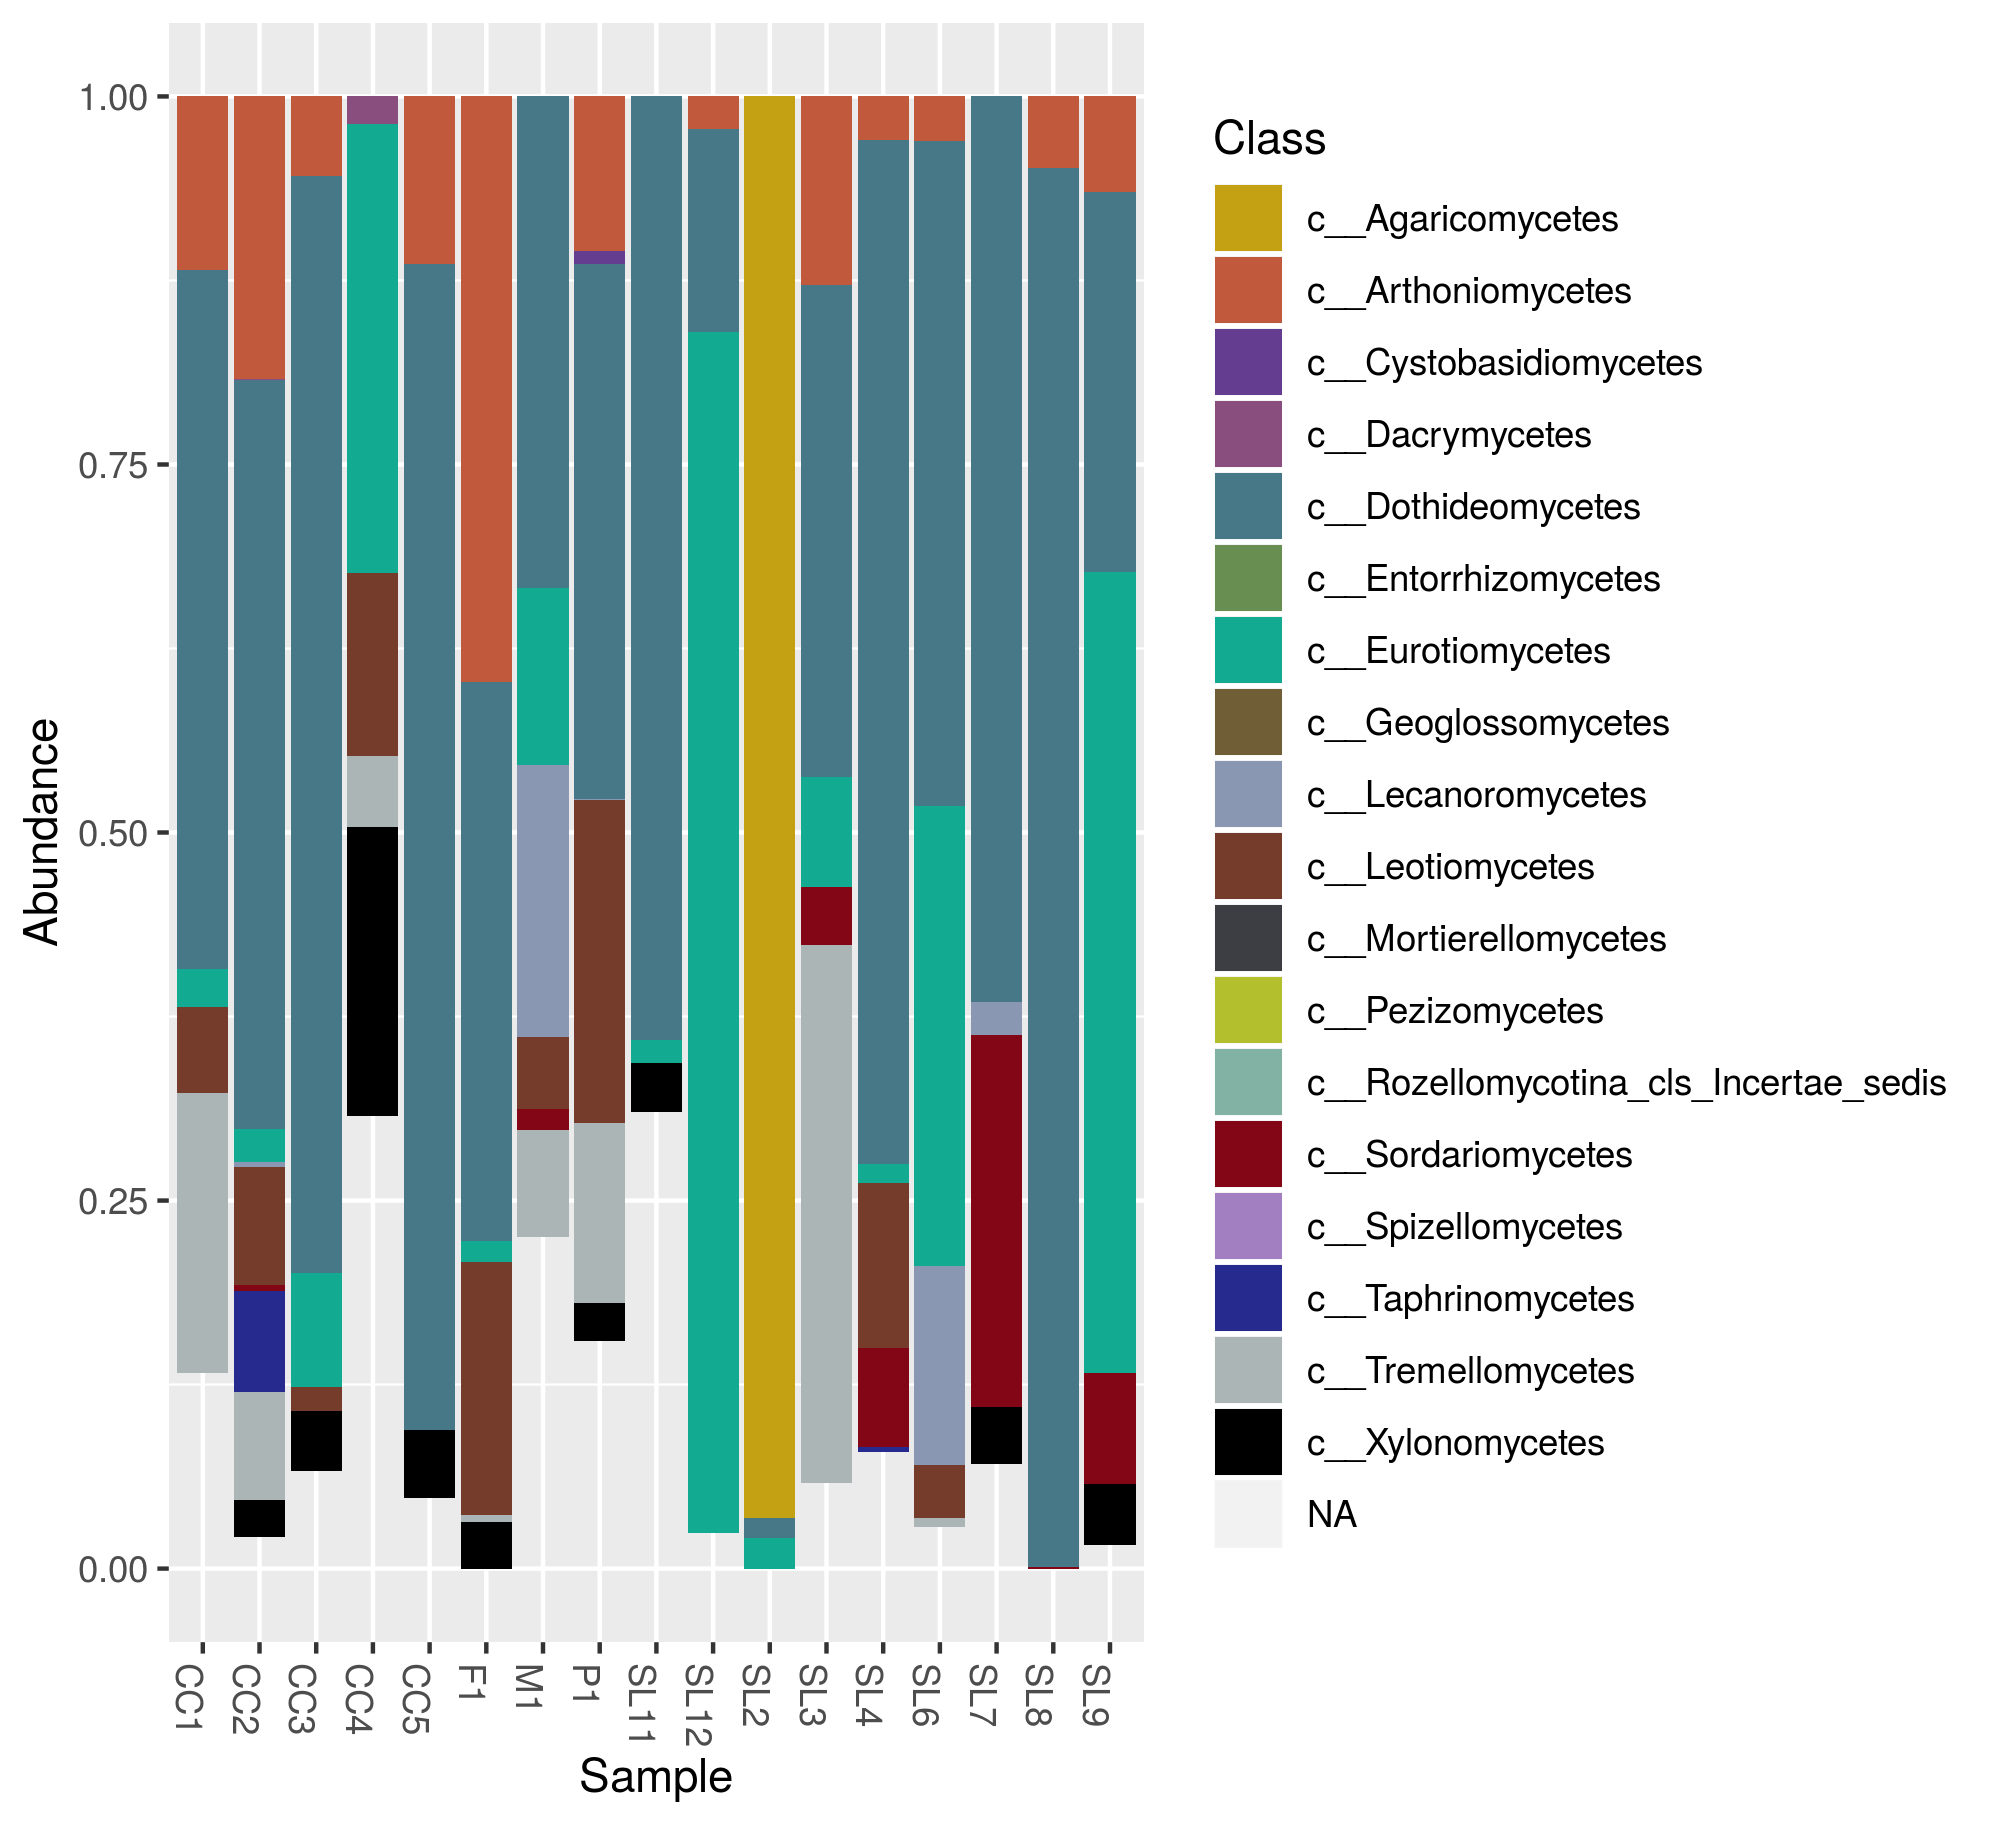 1.00
0.75
0.50
0.25
0.00
Abundance
CC1
CC2
CC3
CC4
CC5
F1
M1
P1
SL11
SL12
SL2
SL3
SL4
SL6
SL7
SL8
SL9
Sample
Class
c__Agaricomycetes
c__Arthoniomycetes
c__Cystobasidiomycetes
c__Dacrymycetes
c__Dothideomycetes
c__Entorrhizomycetes
c__Eurotiomycetes
c__Geoglossomycetes
c__Lecanoromycetes
c__Leotiomycetes
c__Mortierellomycetes
c__Pezizomycetes
c__Rozellomycotina_cls_Incertae_sedis
c__Sordariomycetes
c__Spizellomycetes
c__Taphrinomycetes
c__Tremellomycetes
c__Xylonomycetes
NA